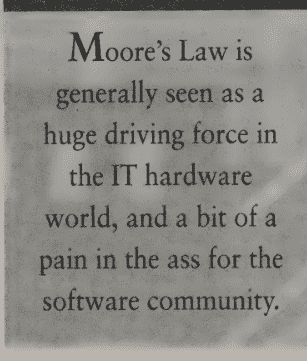 Moore's Law is
generally seen as a
huge driving force in
the IT hardware
world, and a bit of a
pain in the ass for the
software community.